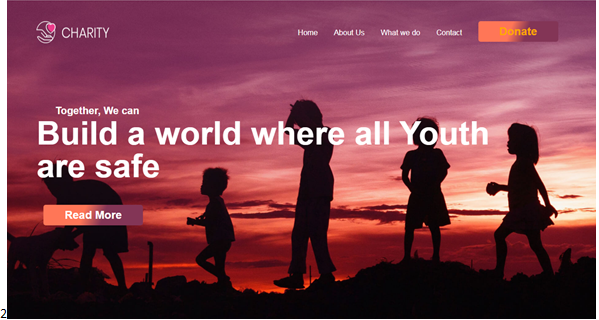 CHARITY
Home About Us What we do Contact Donate
Together, We can
Build a world where all Youth
are safe
Read More
2